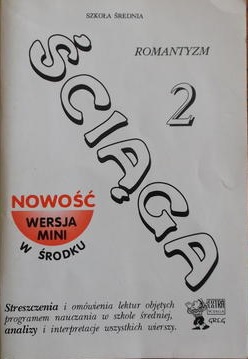 SZKOŁA ŚREDNIA
ROMANTYZM
2
ŚCIĄGA
NOWOŚĆ
WERSJA
MINI
W ŚRODKU
Streszczenia i omówienia lektur objętych
programem nauczania w szkole średniej,
analizy i interpretacje wszystkich wierszy.
GREG